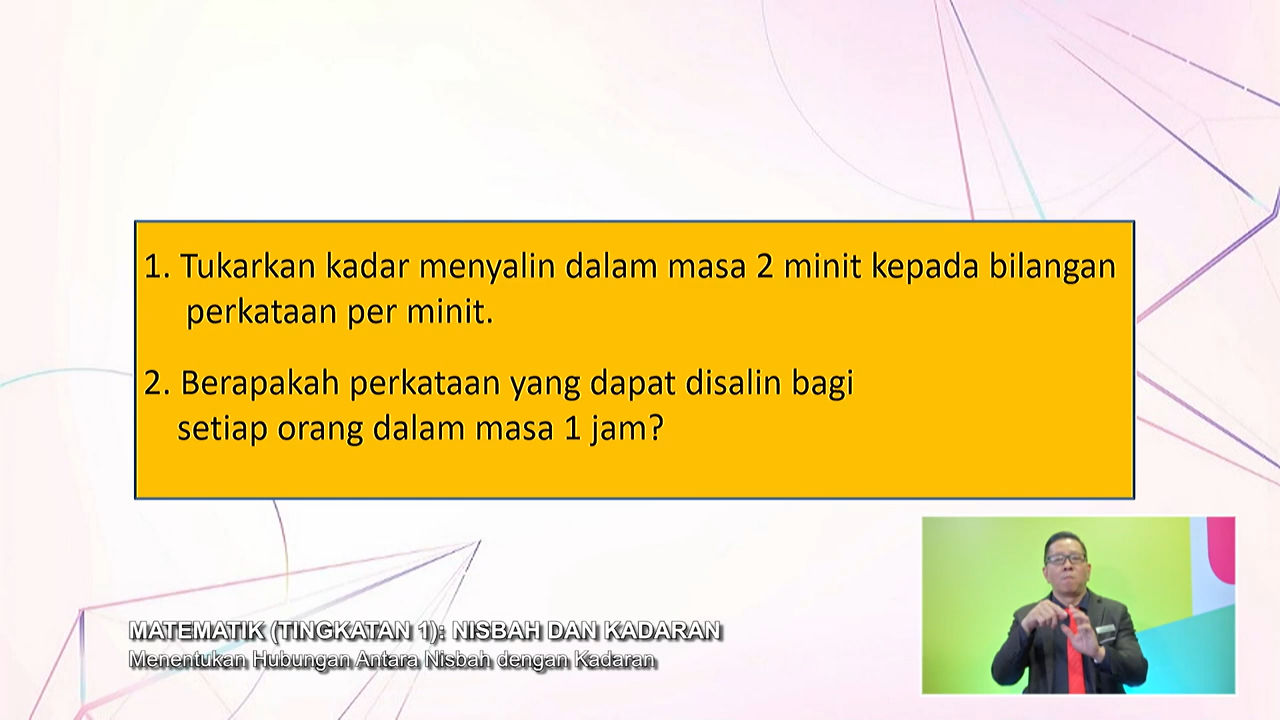 1. Tukarkan kadar menyalin dalam masa 2 minit kepada bilangan
perkataan per minit.
2. Berapakah perkataan yang dapat disalin bagi
setiap orang dalam masa 1 jam?
MATEMATIK (TINGKATAN 1): NISBAH DAN KADARAN
Menentukan Hubungan Antara Nisbah dengan Kadaran